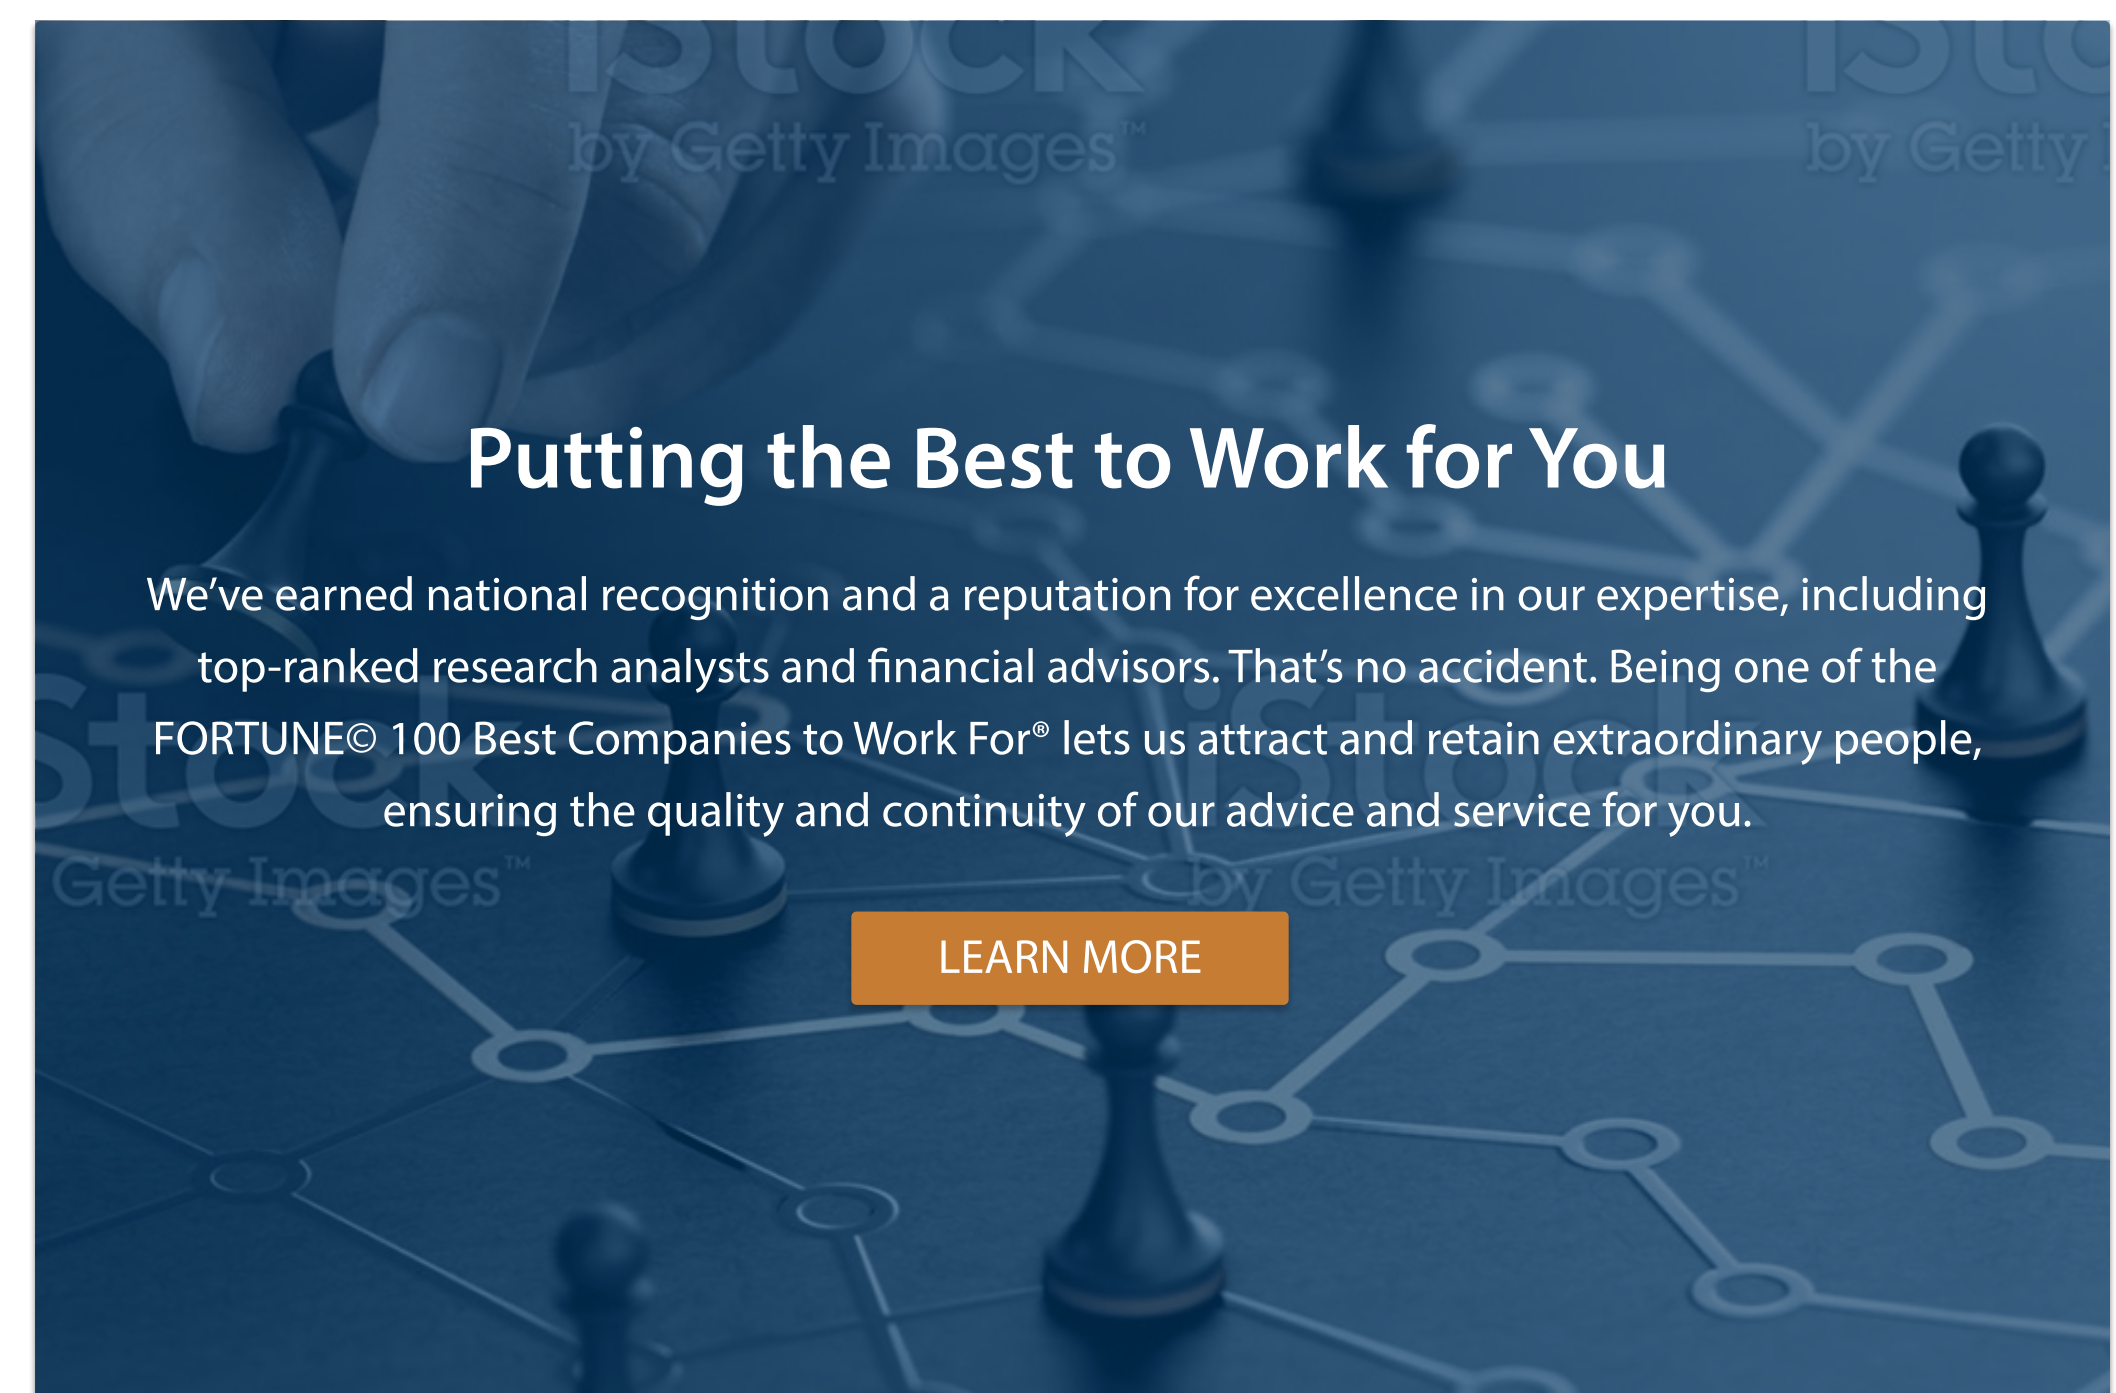 iStock
by Getty Images™
iSto
by Getty
Putting the Best to Work for You
We’ve earned national recognition and a reputation for excellence in our expertise, including
top-ranked research analysts and financial advisors. That’s no accident. Being one of the
FORTUNE© 100 Best Companies to Work For® lets us attract and retain extraordinary people,
ensuring the quality and continuity of our advice and service for you.
Stock
Getty Images™
iStock
by Getty Images™
LEARN MORE